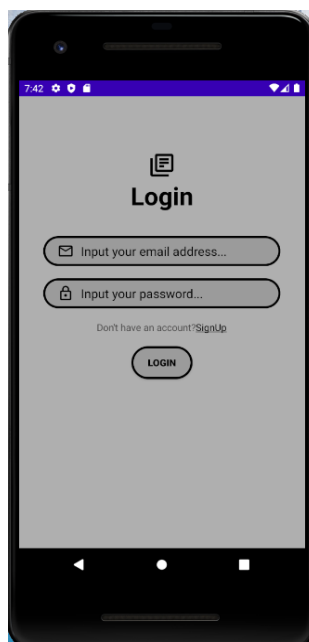 7:42
Login
Input your email address...
Input your password...
Don't have an account?SignUp
LOGIN